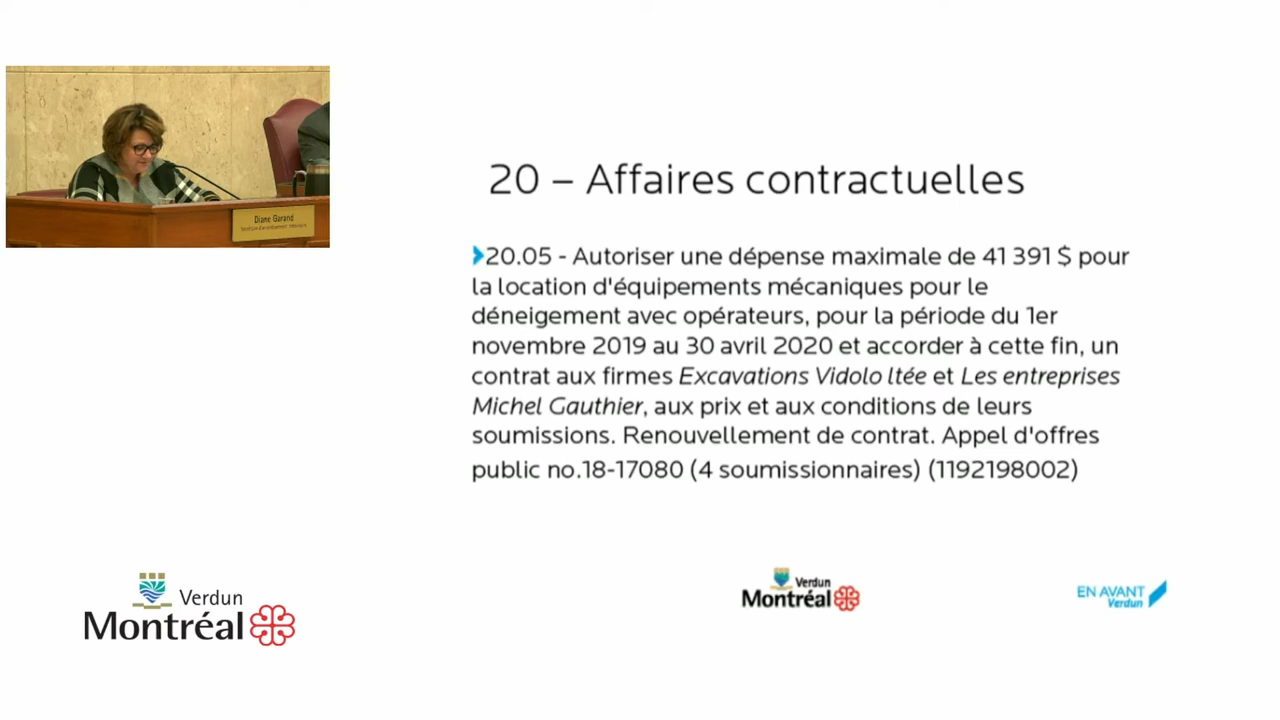 Diane Garand
20 – Affaires contractuelles
20.05 - Autoriser une dépense maximale de 41 391 $ pour
la location d'équipements mécaniques pour le
déneigement avec opérateurs, pour la période du 1er
novembre 2019 au 30 avril 2020 et accorder à cette fin, un
contrat aux firmes Excavations Vidolo ltée et Les entreprises
Michel Gauthier, aux prix et aux conditions de leurs
soumissions. Renouvellement de contrat. Appel d'offres
public no.18-17080 (4 soumissionnaires) (1192198002)
Verdun
Montréal
Verdun
Montréal
EN AVANT
Verdun